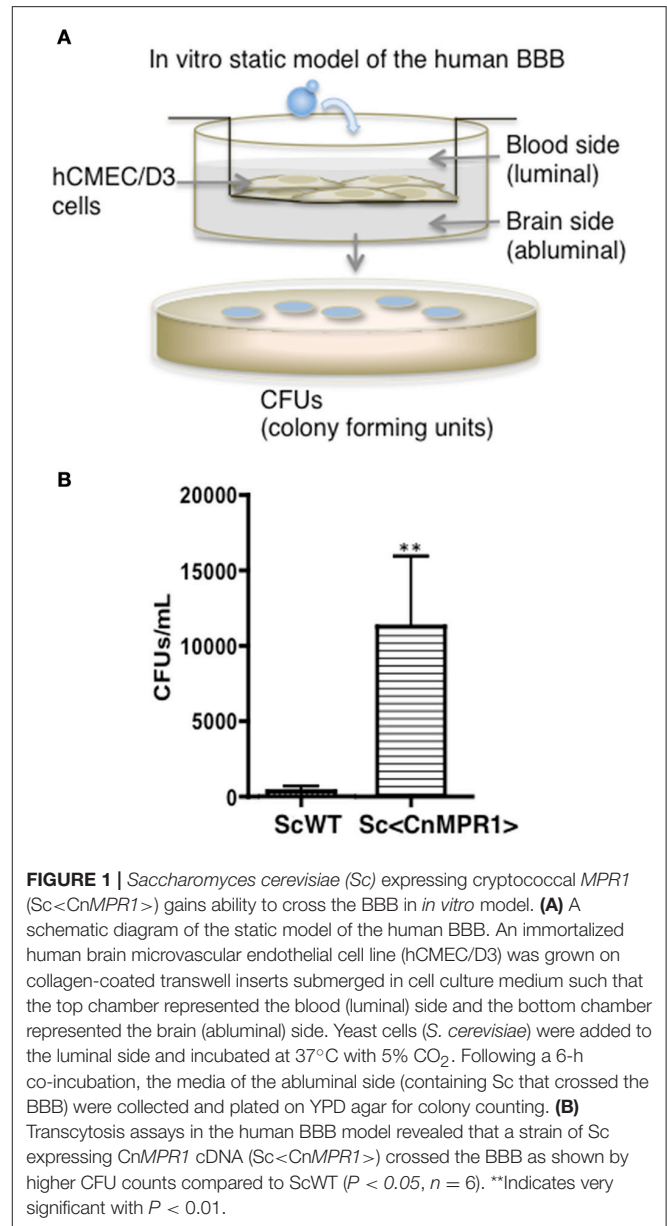 A
In vitro static model of the human BBB
hCMEC/D3
cells
Blood side
(luminal)
Brain side
(abluminal)
CFUs
(colony forming units)
B
CFUs/mL
20000
15000
10000
5000
0
**
ScWT Sc<CnMPR1>
FIGURE 1 | Saccharomyces cerevisiae (Sc) expressing cryptococcal MPR1
(Sc<CnMPR1>) gains ability to cross the BBB in in vitro model. (A) A
schematic diagram of the static model of the human BBB. An immortalized
human brain microvascular endothelial cell line (hCMEC/D3) was grown on
collagen-coated transwell inserts submerged in cell culture medium such that
the top chamber represented the blood (luminal) side and the bottom chamber
represented the brain (abluminal) side. Yeast cells (S. cerevisiae) were added to
the luminal side and incubated at 37°C with 5% CO2. Following a 6-h
co-incubation, the media of the abluminal side (containing Sc that crossed the
BBB) were collected and plated on YPD agar for colony counting. (B)
Transcytosis assays in the human BBB model revealed that a strain of Sc
expressing CnMPR1 cDNA (Sc<CnMPR1>) crossed the BBB as shown by
higher CFU counts compared to ScWT (P < 0.05, n = 6). **Indicates very
significant with P < 0.01.